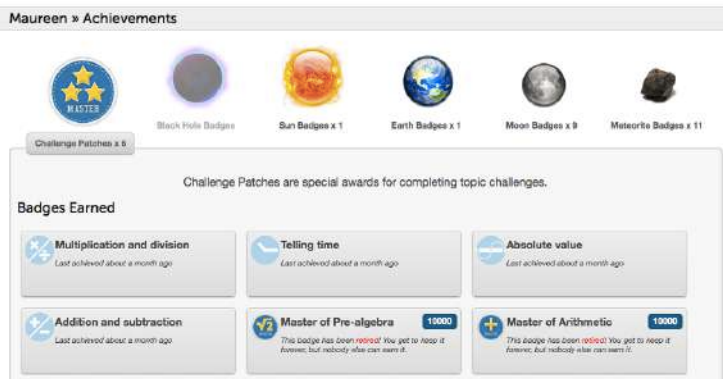 Maureen » Achievements
MASTER
Black Hole Badges
Sun Badges x 1
Earth Badges x 1
Moon Badges x 9
Meteorite Badges x 11
Challenge Patches x 6
Challenge Patches are special awards for completing topic challenges.
Badges Earned
Multiplication and division
Last achieved about a month ago
Telling time
Last achieved about a month ago
Absolute value
Last achieved about a month ago
Addition and subtraction
Last achieved about a month ago
Master of Pre-algebra 10000
This badge has been retired! You get to keep it
forever, but nobody else can earn it.
Master of Arithmetic 10000
This badge has been retired! You get to keep it
forever, but nobody else can earn it.